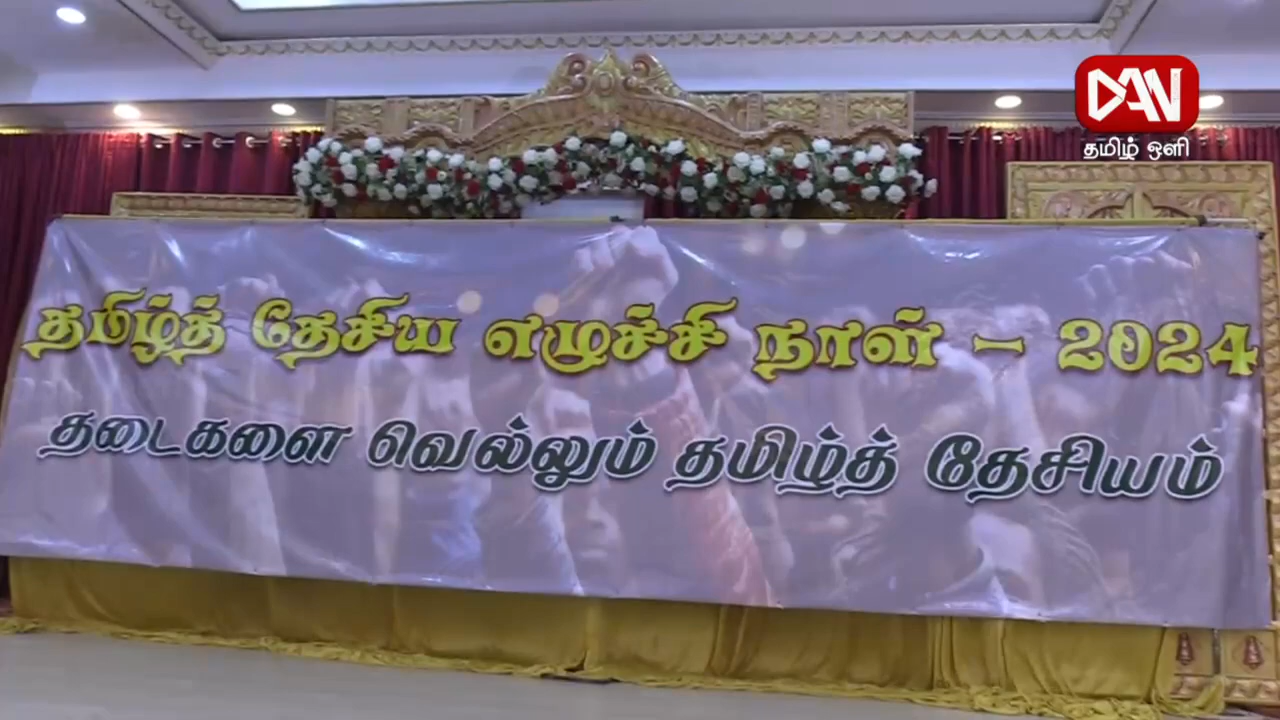 DAN
தமிழ் ஒளி
தமிழ்த் தேசிய எழுச்சி நாள் - 2024
தடைகளை வெல்லும் தமிழ்த் தேசியம்